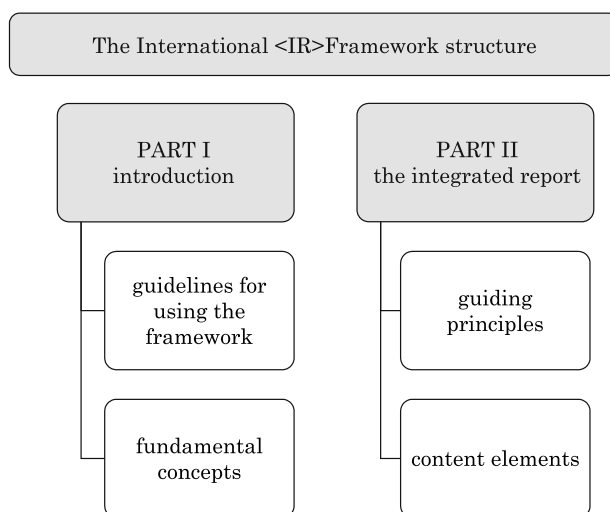 The International <IR>Framework structure
PART I
introduction
guidelines for
using the
framework
fundamental
concepts
PART II
the integrated report
guiding
principles
content elements